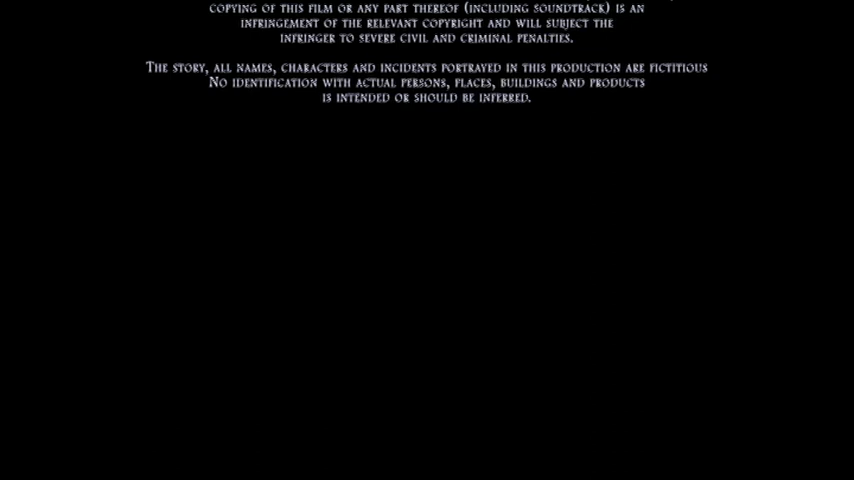 COPYING OF THIS FILM OR ANY PART THEREOF (INCLUDING SOUNDTRACK) IS AN
INFRINGEMENT OF THE RELEVANT COPYRIGHT AND WILL SUBJECT THE
INFRINGER TO SEVERE CIVIL AND CRIMINAL PENALTIES.
THE STORY, ALL NAMES, CHARACTERS AND INCIDENTS PORTRAYED IN THIS PRODUCTION ARE FICTITIOUS
NO IDENTIFICATION WITH ACTUAL PERSONS, PLACES, BUILDINGS AND PRODUCTS
IS INTENDED OR SHOULD BE INFERRED.